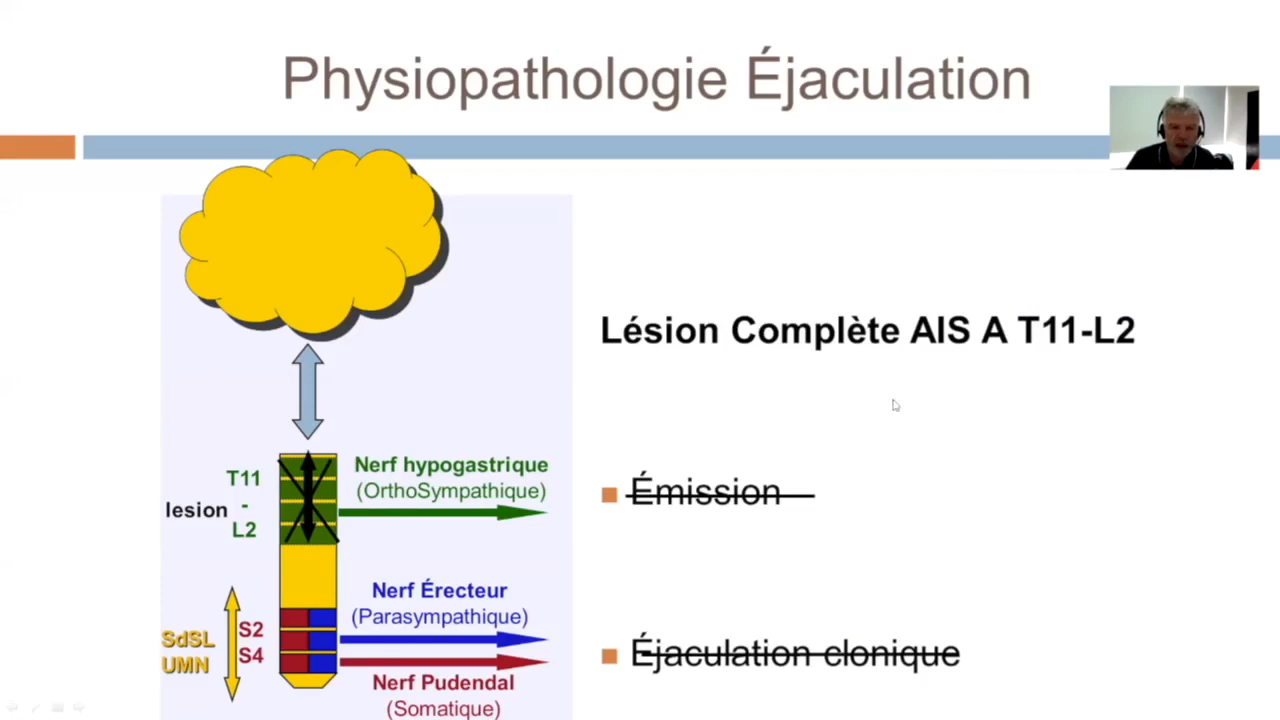 Physiopathologie Éjaculation
Lésion Complète AIS A T11-L2
Nerf hypogastrique
(OrthoSympathique)
T11
-
L2
lesion
Émission
Nerf Érecteur
(Parasympathique)
SdSL
UMN
S2
S4
Éjaculation clonique
Nerf Pudendal
(Somatique)